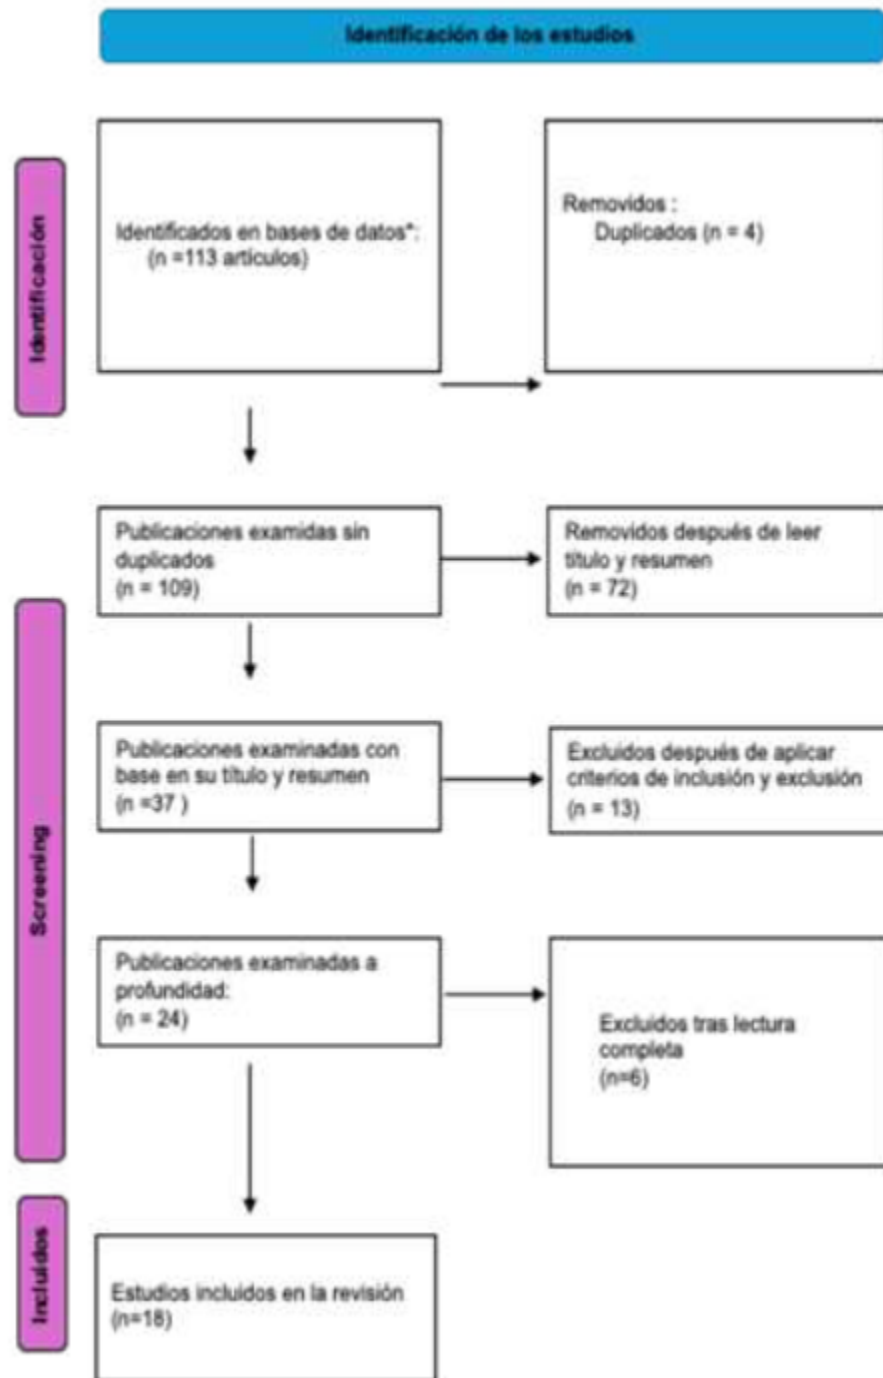 Identificación de los estudios
Identificación
Identificados en bases de datos*:
(n =113 artículos)
Removidos :
Duplicados (n = 4)
Screening
Publicaciones examidas sin
duplicados
(n = 109)
Removidos después de leer
título y resumen
(n = 72)
Publicaciones examinadas con
base en su título y resumen
(n =37 )
Excluidos después de aplicar
criterios de inclusión y exclusión
(n = 13)
Publicaciones examinadas a
profundidad:
(n = 24)
Excluidos tras lectura
completa
(n=6)
Incluidos
Estudios incluidos en la revisión
(n=18)